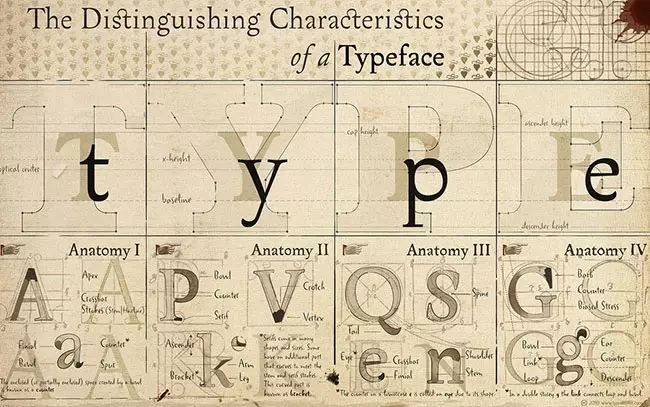 The Distinguishing Characteristics
of a Typeface
T Y P E
optical center
x-height
baseline
cap height
ascender height
descender height
t y p e
Anatomy I
A A
Apex
Crossbar
Strokes (Stem/Hairline)
a
Finial
Bowl
Counter
Spur
The enclosed (or partially enclosed) space created by a bowl
is known as a counter
Anatomy II
P
Bowl
Counter
Serif
V
Crotch
Vertex
k
Ascender
Bracket
Arm
Leg
*Serifs come in many
shapes and sizes. Some
have an additional part
that curves to meet the
stem and serif strokes.
This curved part is
known as bracket.
Anatomy III
Q S
Tail
Spine
e n
Eye
Crossbar
Finial
Shoulder
Stem
*The counter in a lowercase e is called an eye due to its shape
Anatomy IV
G
Barb
Counter
Biased Stress
G g G
Bowl
Link
Loop
Ear
Counter
Descender
*In a double storey g the link connects loop and bowl.